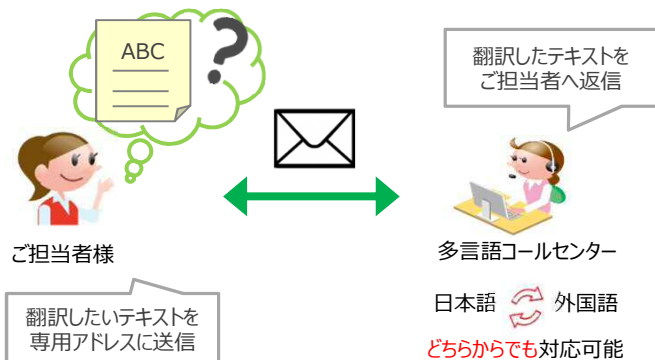 ABC
翻訳したテキストを
ご担当者へ返信
ご担当者様
多言語コールセンター
翻訳したいテキストを
専用アドレスに送信
日本語 外国語
どちらからでも対応可能